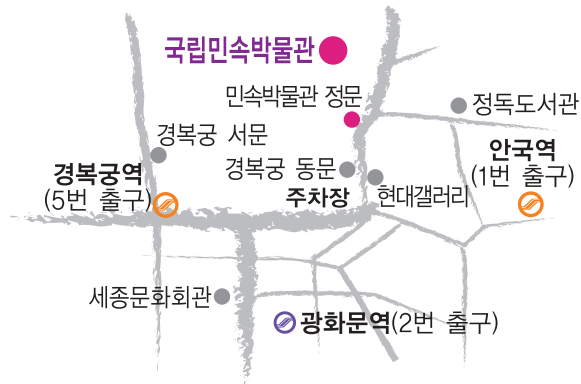 국립민속박물관
민속박물관 정문
정독도서관
경복궁 서문
안국역
(1번 출구)
경복궁 동문
경복궁역
(5번 출구)
주차장
현대갤러리
세종문화회관
광화문역(2번 출구)